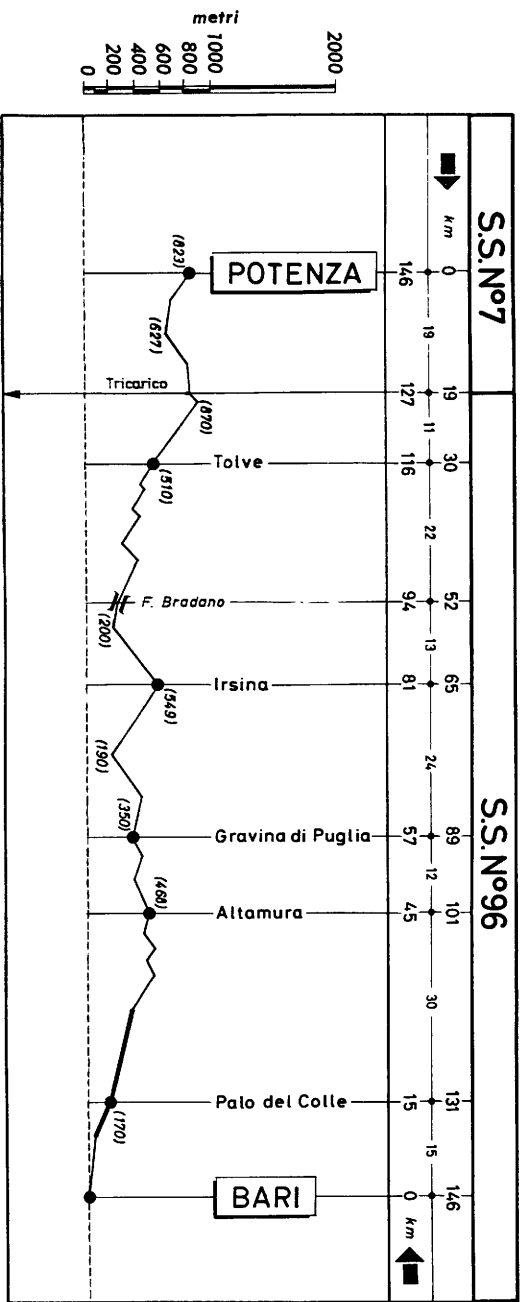 metri
0 200 400 600 800 1000 2000
S.S.Nº7
S.S.Nº96
km
0 19 30 52 65 89 101 131 146
19 11 22 13 24 12 30 15
146 127 116 94 81 57 45 15 0
km
POTENZA
Tricarico
Tolve
F. Bradano
Irsina
Gravina di Puglia
Altamura
Palo del Colle
BARI
(823)
(627)
(870)
(510)
(200)
(549)
(190)
(350)
(468)
(170)